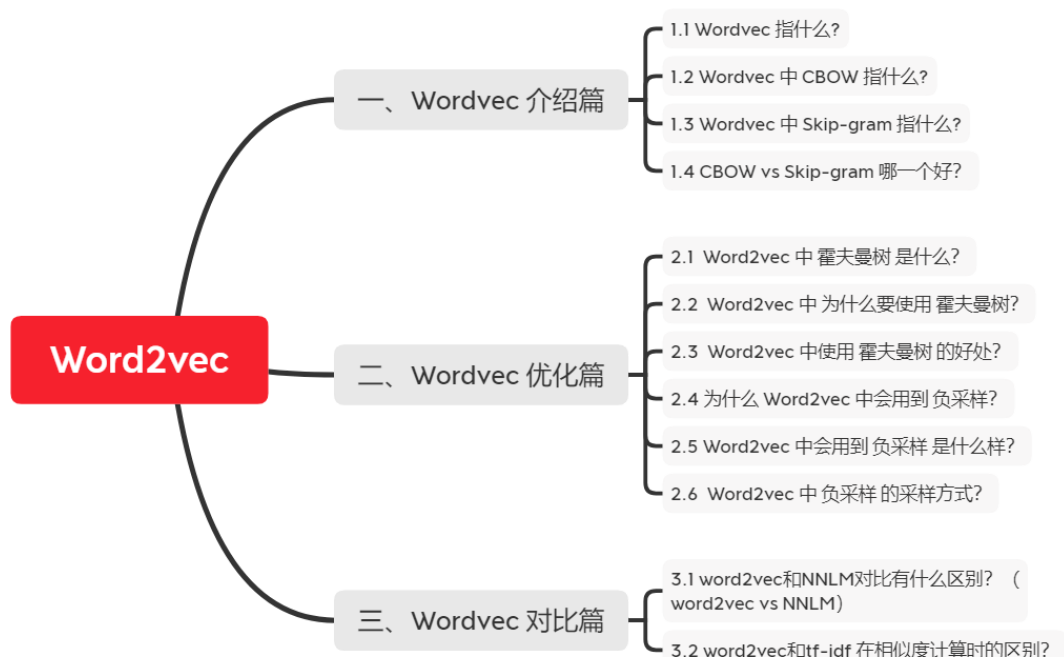 Word2vec
一、Wordvec 介绍篇
1.1 Wordvec 指什么?
1.2 Wordvec 中 CBOW 指什么?
1.3 Wordvec 中 Skip-gram 指什么?
1.4 CBOW vs Skip-gram 哪一个好?
二、Wordvec 优化篇
2.1 Word2vec 中 霍夫曼树 是什么?
2.2 Word2vec 中 为什么要使用 霍夫曼树?
2.3 Word2vec 中使用 霍夫曼树 的好处?
2.4 为什么 Word2vec 中会用到 负采样?
2.5 Word2vec 中会用到 负采样 是什么样?
2.6 Word2vec 中 负采样 的采样方式?
三、Wordvec 对比篇
3.1 word2vec和NNLM对比有什么区别? （
word2vec vs NNLM）
3.2 word2vec和tf-idf 在相似度计算时的区别?